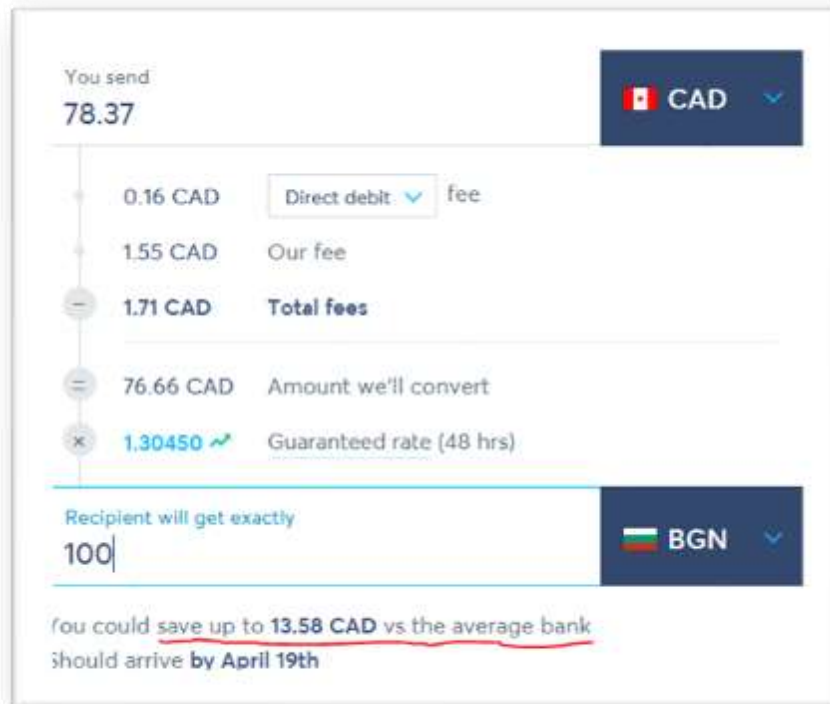 You send
78.37
CAD
0.16 CAD Direct debit fee
1.55 CAD Our fee
1.71 CAD Total fees
76.66 CAD Amount we'll convert
1.30450 Guaranteed rate (48 hrs)
Recipient will get exactly
100
BGN
You could save up to 13.58 CAD vs the average bank
Should arrive by April 19th